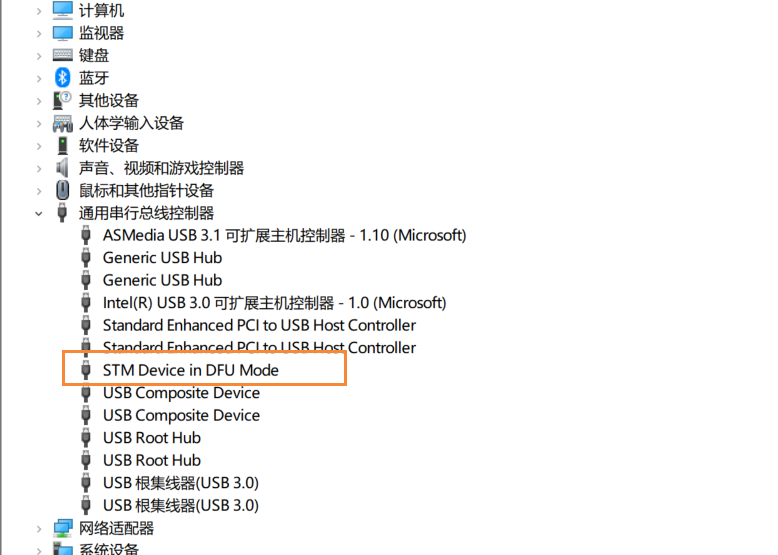 计算机
监视器
键盘
蓝牙
其他设备
人体学输入设备
软件设备
声音、视频和游戏控制器
鼠标和其他指针设备
通用串行总线控制器
ASMedia USB 3.1 可扩展主机控制器 - 1.10 (Microsoft)
Generic USB Hub
Generic USB Hub
Intel(R) USB 3.0 可扩展主机控制器 - 1.0 (Microsoft)
Standard Enhanced PCI to USB Host Controller
Standard Enhanced PCI to USB Host Controller
STM Device in DFU Mode
USB Composite Device
USB Composite Device
USB Root Hub
USB Root Hub
USB 根集线器(USB 3.0)
USB 根集线器(USB 3.0)
网络适配器
系统设备